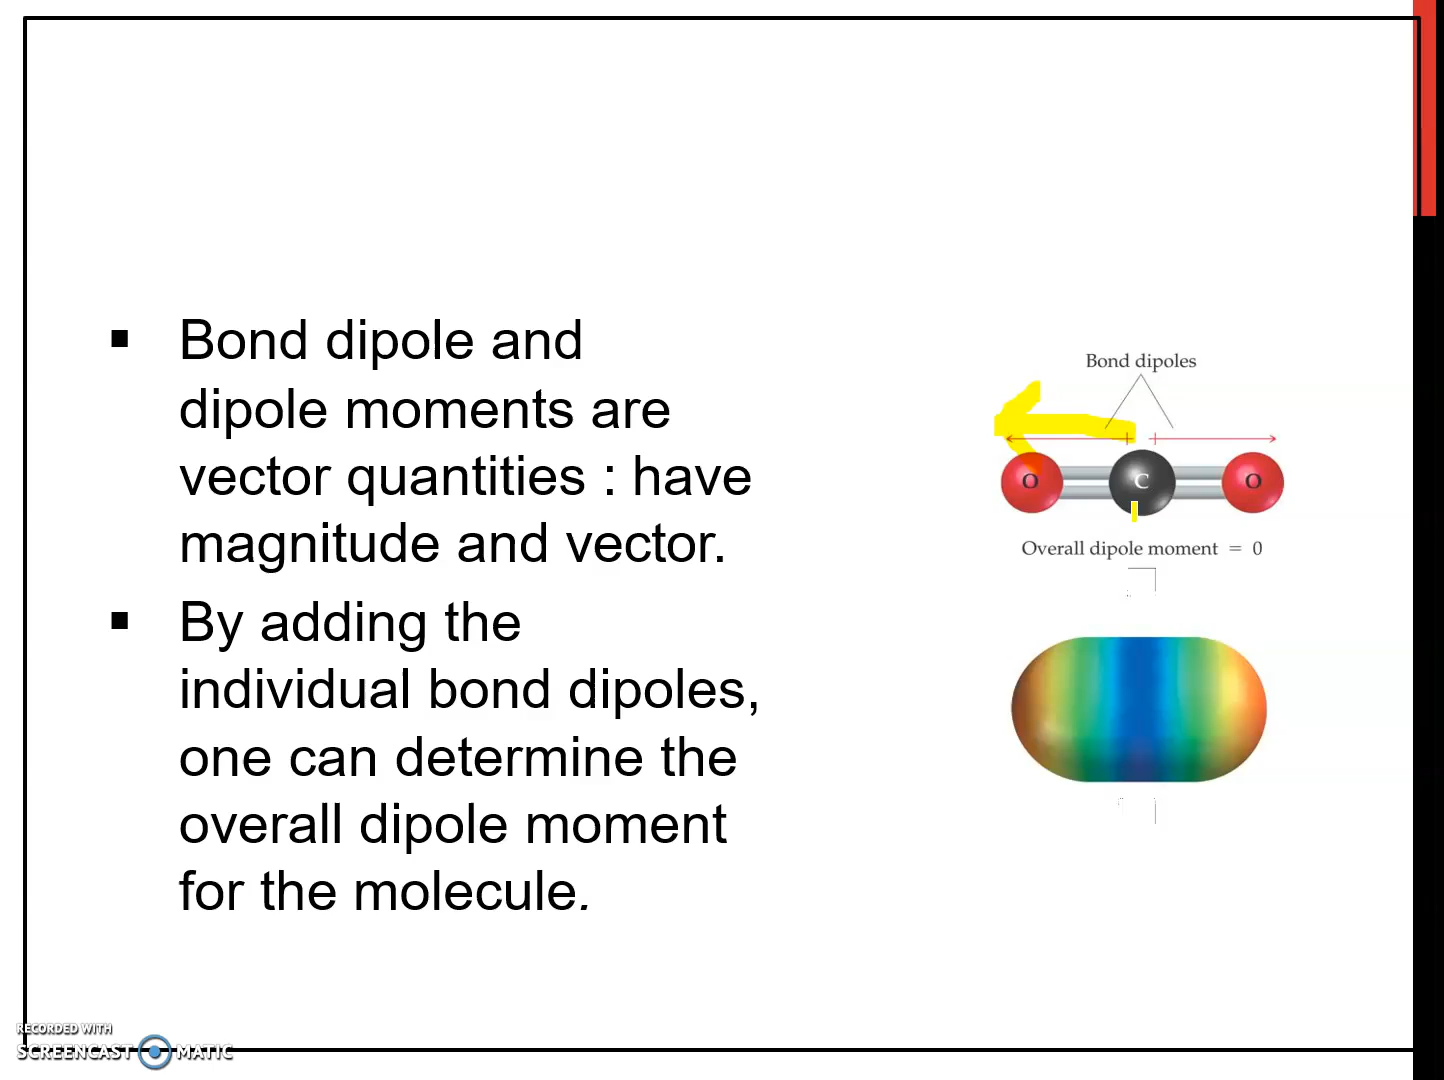 ▪ Bond dipole and
dipole moments are
vector quantities : have
magnitude and vector.
▪ By adding the
individual bond dipoles,
one can determine the
overall dipole moment
for the molecule.
Bond dipoles
O C O
Overall dipole moment = 0
RECORDED WITH
SCREENCAST MATIC